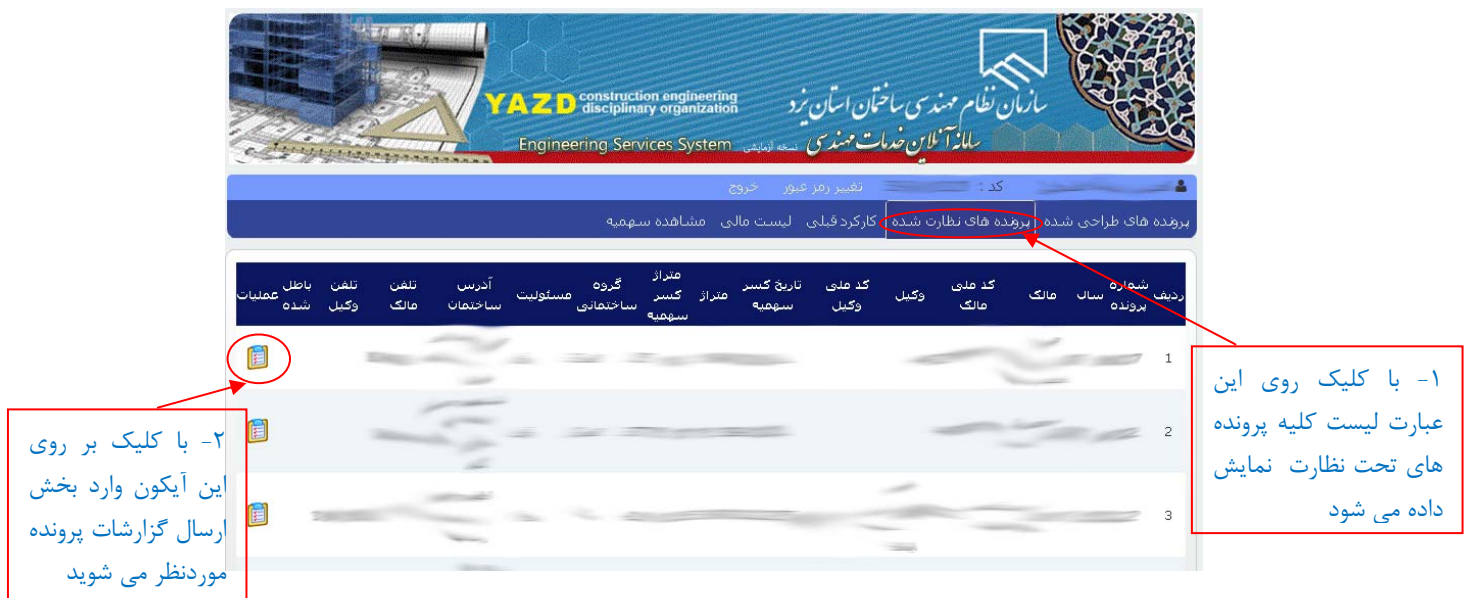 YAZD construction engineering
disciplinary organization
سازمان نظام مهندسی ساختمان استان یزد
سامانه آنلاین خدمات مهندسی نسخه آزمایشی
Engineering Services System
کد : تغییر رمز عبور خروج
پرونده های طراحی شده پرونده های نظارت شده کارکرد قبلی لیست مالی مشاهده سهمیه
ردیف شماره پرونده سال مالک کد ملی مالک وکیل کد ملی وکیل تاریخ کسر سهمیه متراژ متراژ کسر سهمیه گروه ساختمانی مسئولیت آدرس ساختمان تلفن مالک تلفن وکیل باطل شده عملیات
1
2
3
۱- با کلیک روی این
عبارت لیست کلیه پرونده
های تحت نظارت نمایش
داده می شود
۲- با کلیک بر روی
این آیکون وارد بخش
ارسال گزارشات پرونده
موردنظر می شوید